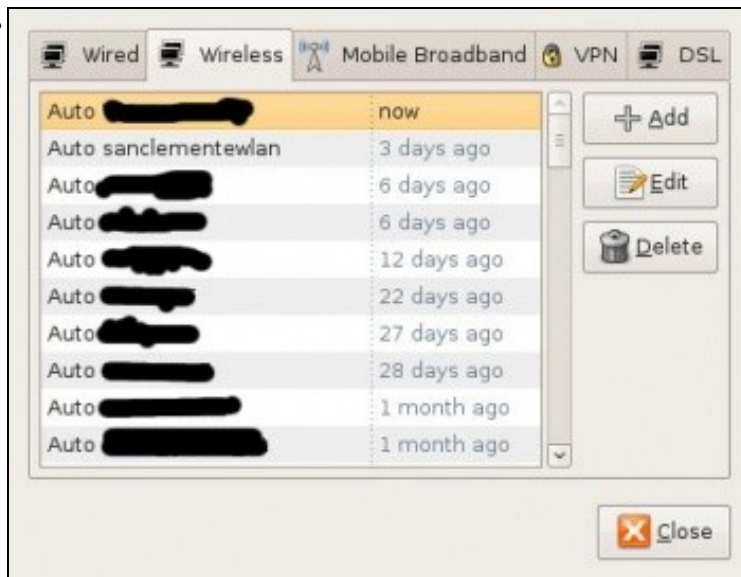 Wired Wireless Mobile Broadband VPN DSL
Auto now
Auto sanclementewlan 3 days ago
Auto 6 days ago
Auto 6 days ago
Auto 12 days ago
Auto 22 days ago
Auto 27 days ago
Auto 28 days ago
Auto 1 month ago
Auto 1 month ago
Add
Edit
Delete
Close